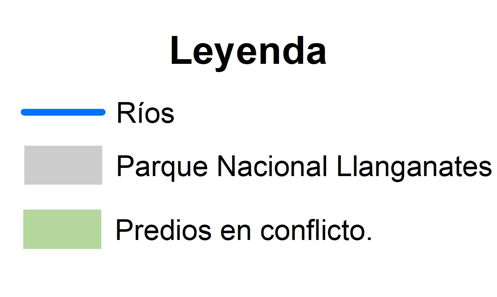 Leyenda
Ríos
Parque Nacional Llanganates
Predios en conflicto.